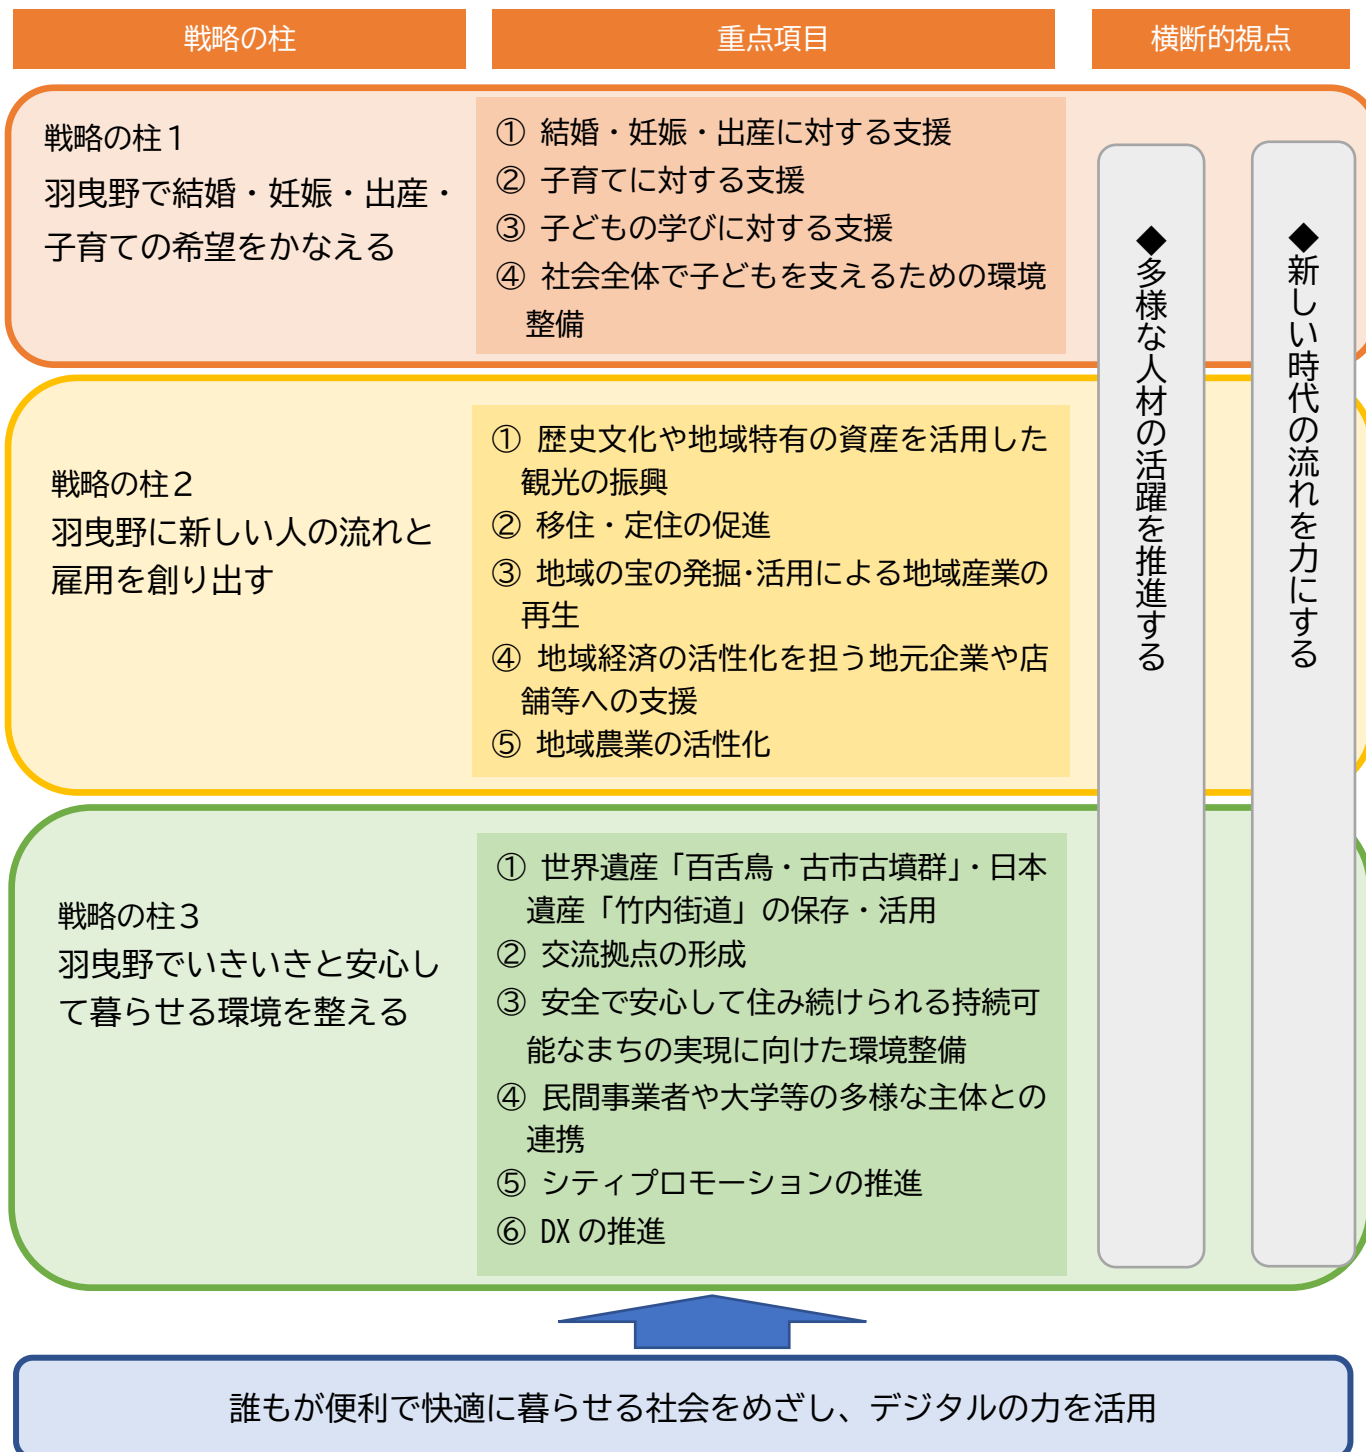 戦略の柱
重点項目
横断的視点
戦略の柱1
羽曳野で結婚・妊娠・出産・
子育ての希望をかなえる
① 結婚・妊娠・出産に対する支援
② 子育てに対する支援
③ 子どもの学びに対する支援
④ 社会全体で子どもを支えるための環境
整備
戦略の柱2
羽曳野に新しい人の流れと
雇用を創り出す
① 歴史文化や地域特有の資産を活用した
観光の振興
② 移住・定住の促進
③ 地域の宝の発掘・活用による地域産業の
再生
④ 地域経済の活性化を担う地元企業や店
舗等への支援
⑤ 地域農業の活性化
戦略の柱3
羽曳野でいきいきと安心し
て暮らせる環境を整える
① 世界遺産「百舌鳥・古市古墳群」・日本
遺産「竹内街道」の保存・活用
② 交流拠点の形成
③ 安全で安心して住み続けられる持続可
能なまちの実現に向けた環境整備
④ 民間事業者や大学等の多様な主体との
連携
⑤ シティプロモーションの推進
⑥ DXの推進
◆新しい時代の流れを力にする
◆多様な人材の活躍を推進する
誰もが便利で快適に暮らせる社会をめざし、デジタルの力を活用